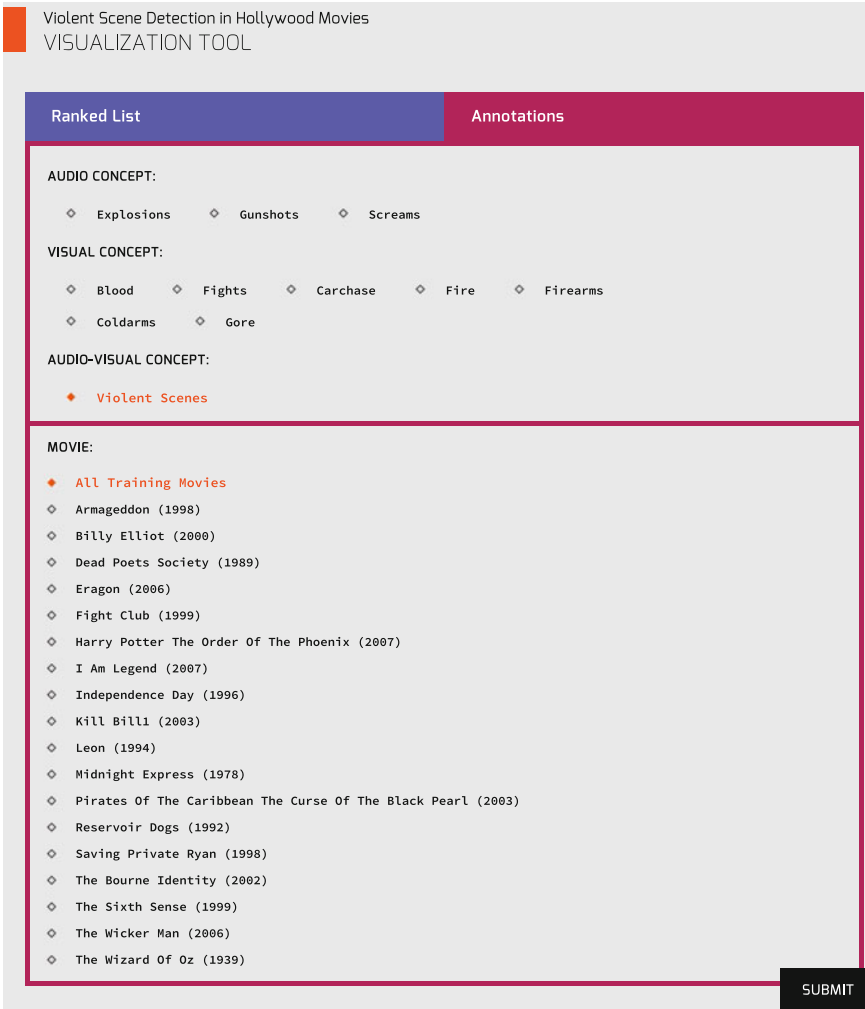 Violent Scene Detection in Hollywood Movies
VISUALIZATION TOOL
Ranked List Annotations
AUDIO CONCEPT:
Explosions Gunshots Screams
VISUAL CONCEPT:
Blood Fights Carchase Fire Firearms
Coldarms Gore
AUDIO-VISUAL CONCEPT:
Violent Scenes
MOVIE:
All Training Movies
Armageddon (1998)
Billy Elliot (2000)
Dead Poets Society (1989)
Eragon (2006)
Fight Club (1999)
Harry Potter The Order Of The Phoenix (2007)
I Am Legend (2007)
Independence Day (1996)
Kill Bill1 (2003)
Leon (1994)
Midnight Express (1978)
Pirates Of The Caribbean The Curse Of The Black Pearl (2003)
Reservoir Dogs (1992)
Saving Private Ryan (1998)
The Bourne Identity (2002)
The Sixth Sense (1999)
The Wicker Man (2006)
The Wizard Of Oz (1939)
SUBMIT